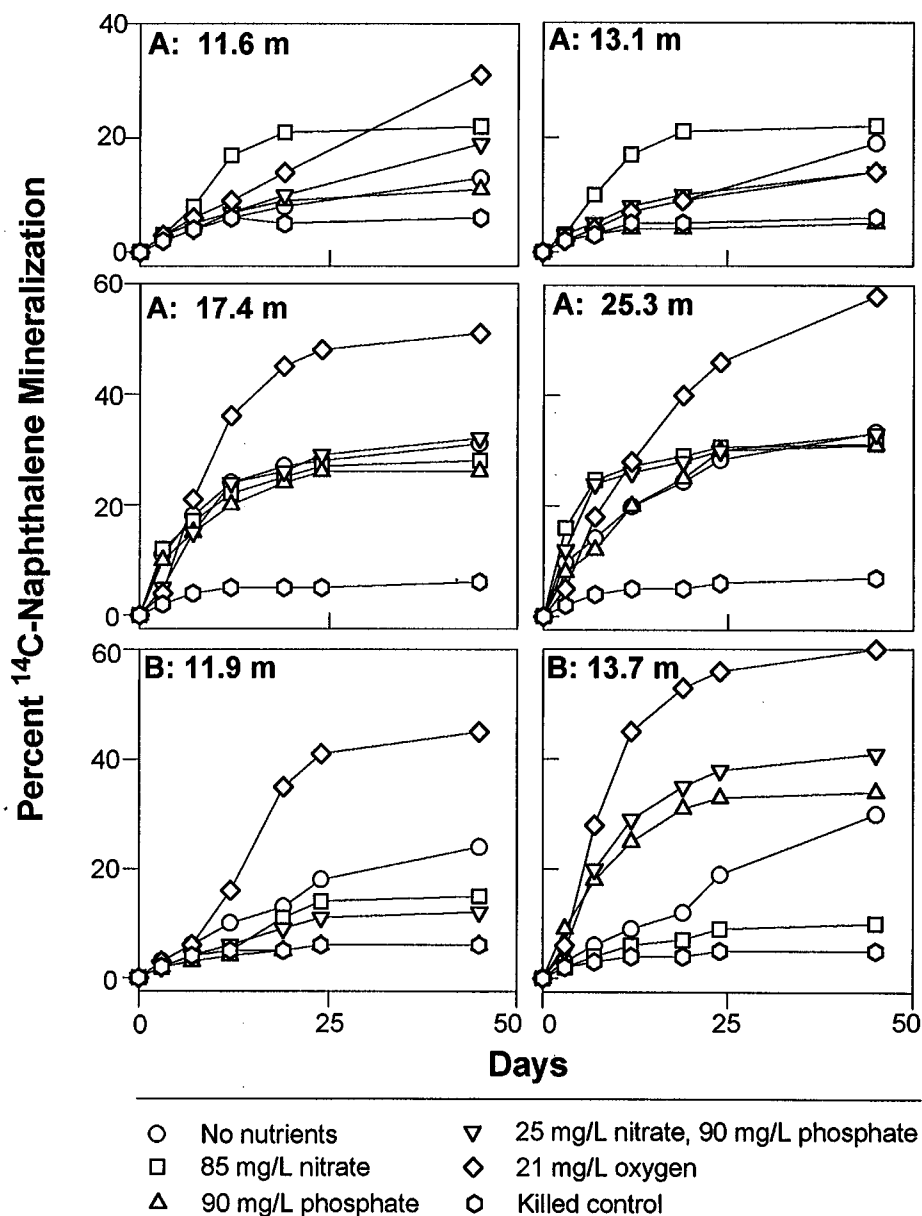 Percent ¹⁴C-Naphthalene Mineralization
40
20
0
A: 11.6 m
A: 13.1 m
60
40
20
0
A: 17.4 m
A: 25.3 m
60
40
20
0
B: 11.9 m
B: 13.7 m
0 25 50 0 25 50
Days
No nutrients
85 mg/L nitrate
90 mg/L phosphate
25 mg/L nitrate, 90 mg/L phosphate
21 mg/L oxygen
Killed control